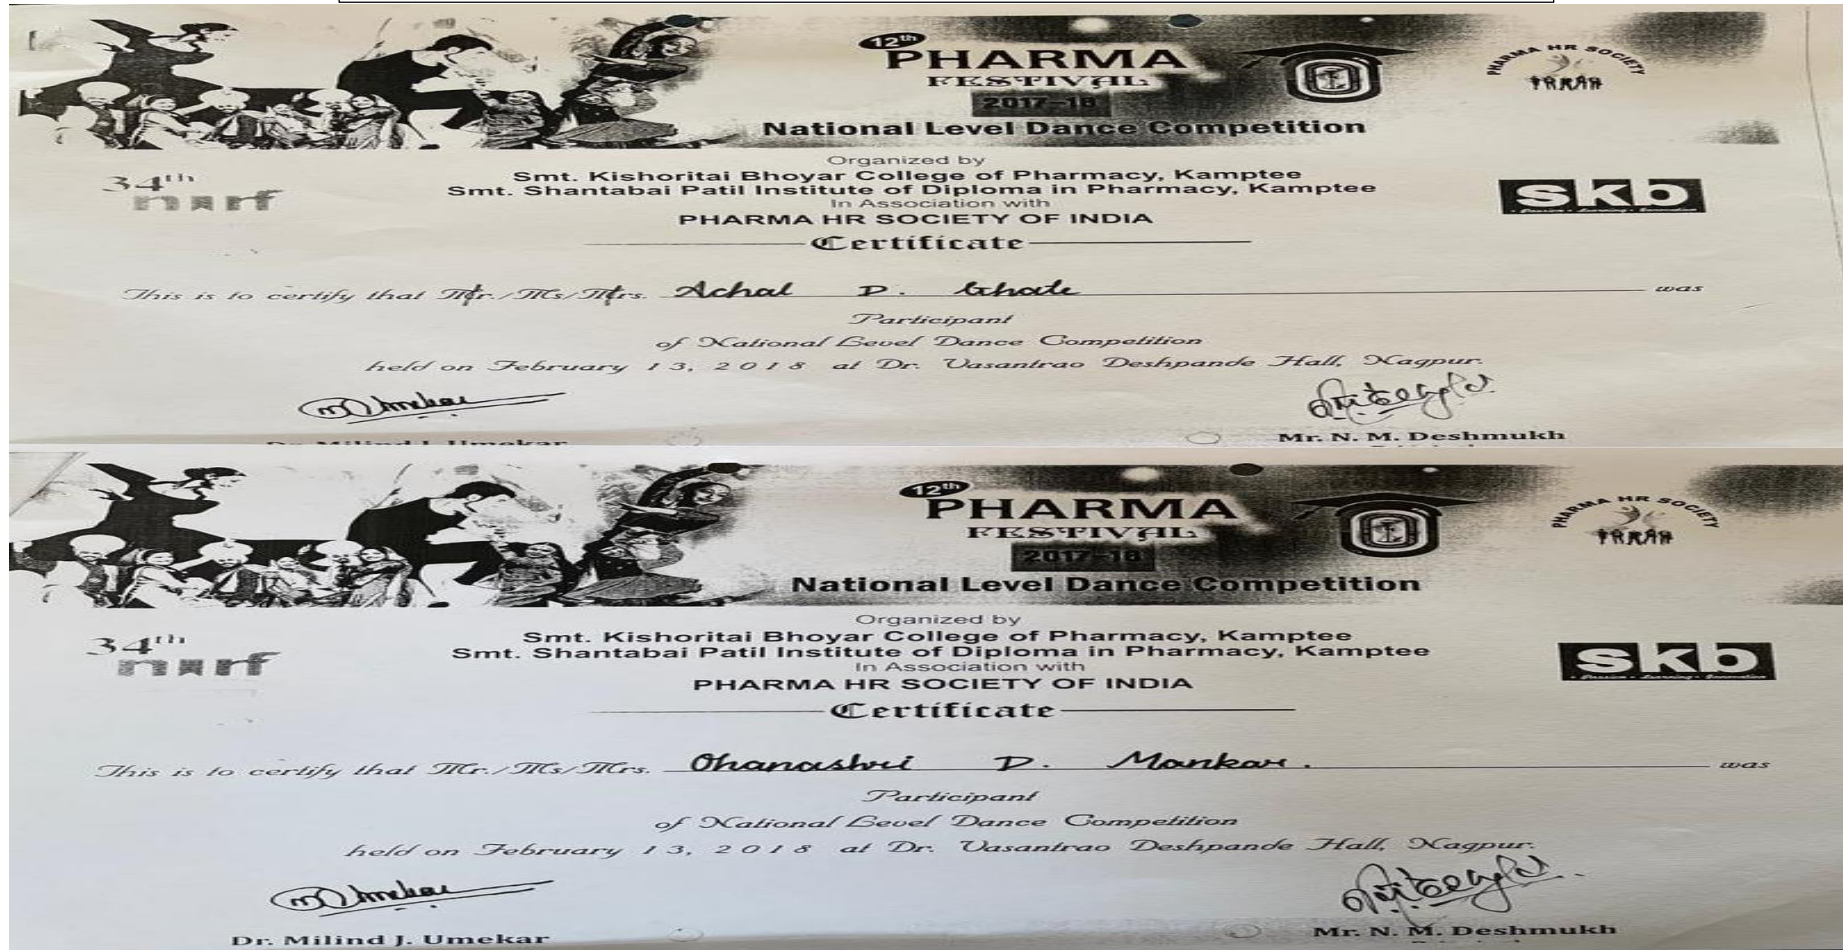 12th
PHARMA
FESTIVAL
2017-18
National Level Dance Competition
PHARMA HR SOCIETY
Organized by
Smt. Kishoritai Bhoyar College of Pharmacy, Kamptee
Smt. Shantabai Patil Institute of Diploma in Pharmacy, Kamptee
In Association with
PHARMA HR SOCIETY OF INDIA
34th
nirf
skb
Certificate
This is to certify that Mr./Ms/Mrs. Achal D. Ghate was
Participant
of National Level Dance Competition
held on February 13, 2018 at Dr. Vasantrao Deshpande Hall, Nagpur.
Dr. Milind J. Umekar
Mr. N. M. Deshmukh
12th
PHARMA
FESTIVAL
2017-18
National Level Dance Competition
PHARMA HR SOCIETY
Organized by
Smt. Kishoritai Bhoyar College of Pharmacy, Kamptee
Smt. Shantabai Patil Institute of Diploma in Pharmacy, Kamptee
In Association with
PHARMA HR SOCIETY OF INDIA
34th
nirf
skb
Certificate
This is to certify that Mr./Ms/Mrs. Dhanashri D. Mankar. was
Participant
of National Level Dance Competition
held on February 13, 2018 at Dr. Vasantrao Deshpande Hall, Nagpur.
Dr. Milind J. Umekar
Mr. N. M. Deshmukh